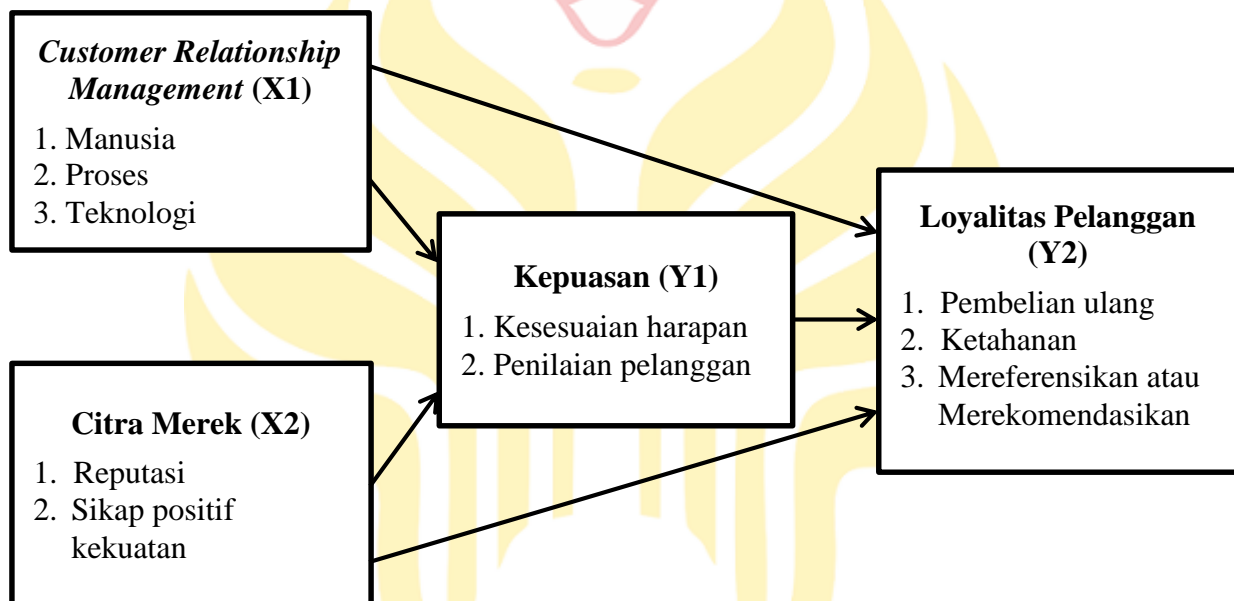 Customer Relationship
Management (X1)
1. Manusia
2. Proses
3. Teknologi
Citra Merek (X2)
1. Reputasi
2. Sikap positif
kekuatan
Kepuasan (Y1)
1. Kesesuaian harapan
2. Penilaian pelanggan
Loyalitas Pelanggan
(Y2)
1. Pembelian ulang
2. Ketahanan
3. Mereferensikan atau
Merekomendasikan